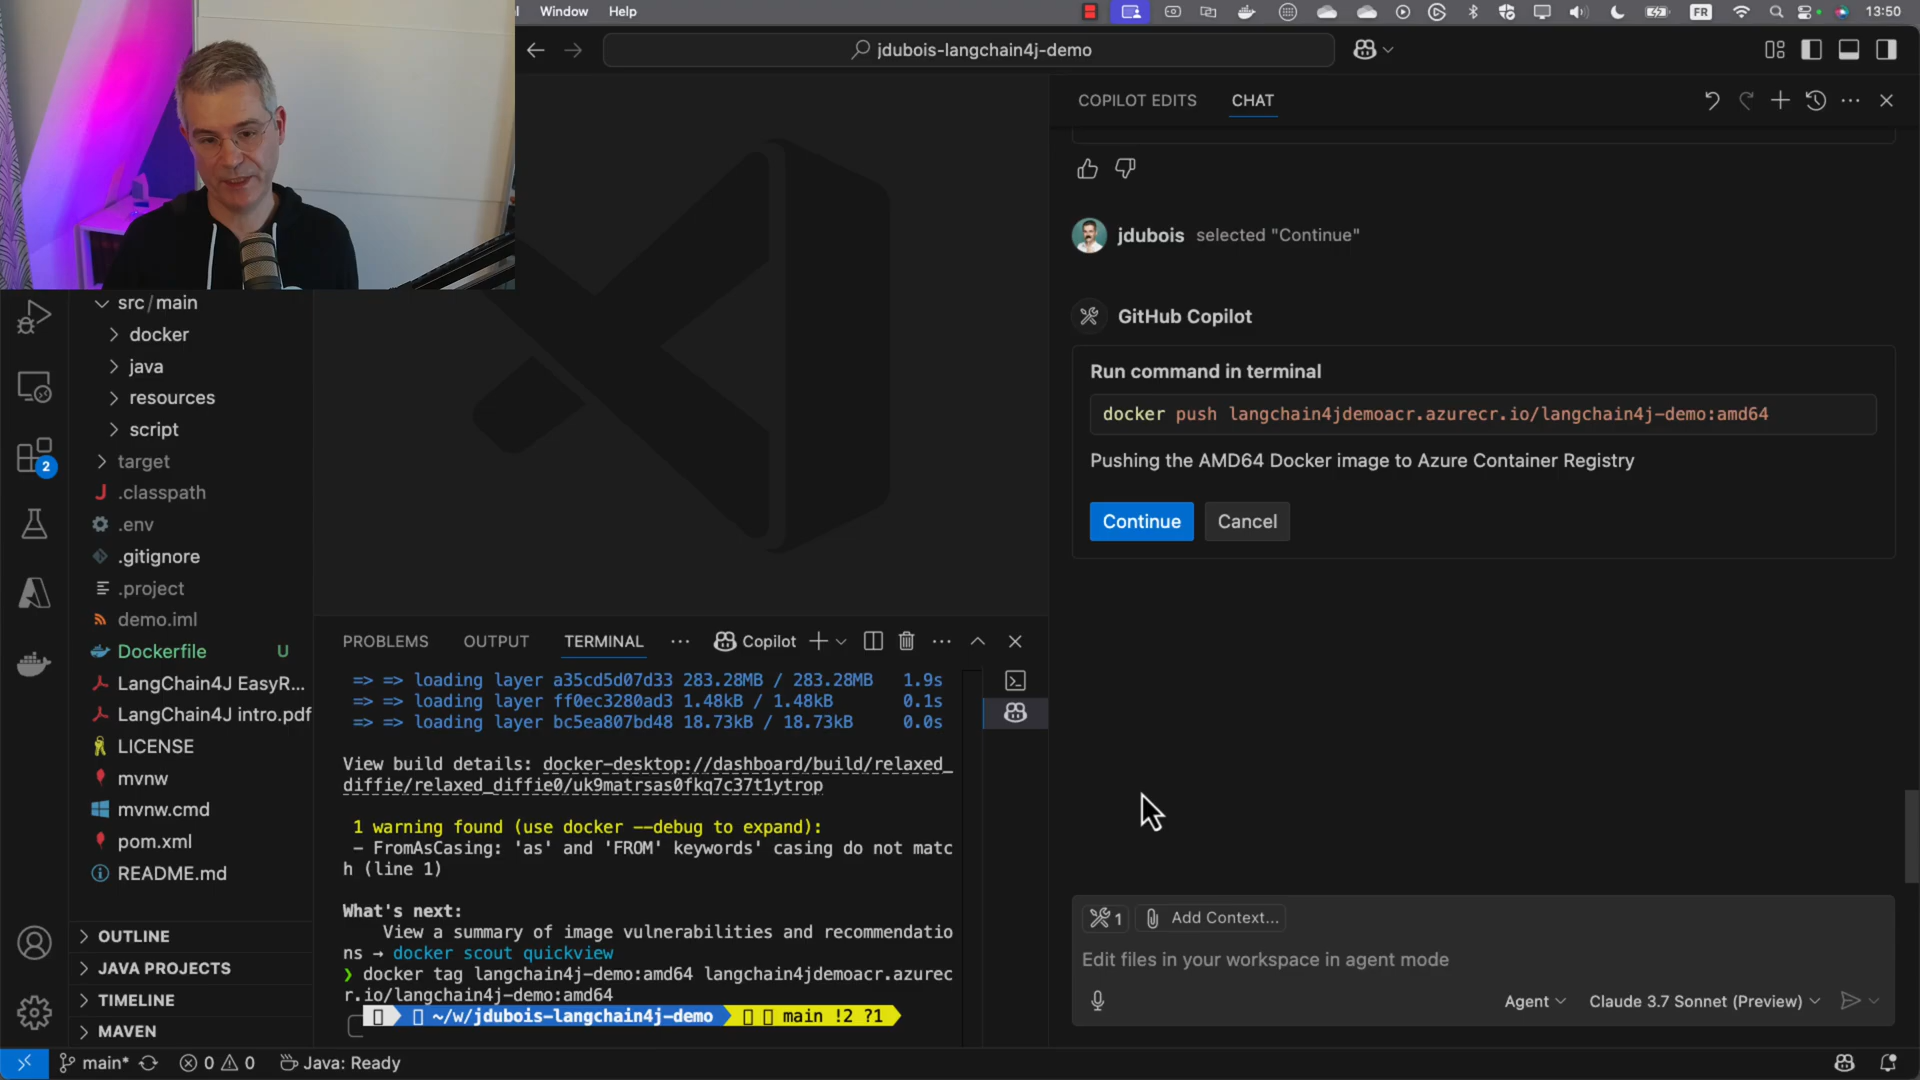 Window Help
FR
13:50
jdubois-langchain4j-demo
COPILOT EDITS CHAT
jdubois selected "Continue"
GitHub Copilot
Run command in terminal
docker push langchain4jdemoacr.azurecr.io/langchain4j-demo:amd64
Pushing the AMD64 Docker image to Azure Container Registry
Continue Cancel
src/main
docker
java
resources
script
target
.classpath
.env
.gitignore
.project
demo.iml
Dockerfile U
LangChain4J EasyR...
LangChain4J intro.pdf
LICENSE
mvnw
mvnw.cmd
pom.xml
README.md
OUTLINE
JAVA PROJECTS
TIMELINE
MAVEN
2
PROBLEMS OUTPUT TERMINAL ... Copilot
=> => loading layer a35cd5d07d33 283.28MB / 283.28MB 1.9s
=> => loading layer ff0ec3280ad3 1.48kB / 1.48kB 0.1s
=> => loading layer bc5ea807bd48 18.73kB / 18.73kB 0.0s
View build details: docker-desktop://dashboard/build/relaxed_
diffie/relaxed_diffie0/uk9matrsas0fkq7c37t1ytrop
1 warning found (use docker --debug to expand):
- FromAsCasing: 'as' and 'FROM' keywords' casing do not matc
h (line 1)
What's next:
View a summary of image vulnerabilities and recommendatio
ns → docker scout quickview
❯ docker tag langchain4j-demo:amd64 langchain4jdemoacr.azurec
r.io/langchain4j-demo:amd64
~/w/jdubois-langchain4j-demo main !2 ?1
1 Add Context...
Edit files in your workspace in agent mode
Agent Claude 3.7 Sonnet (Preview)
main* 0 0 Java: Ready